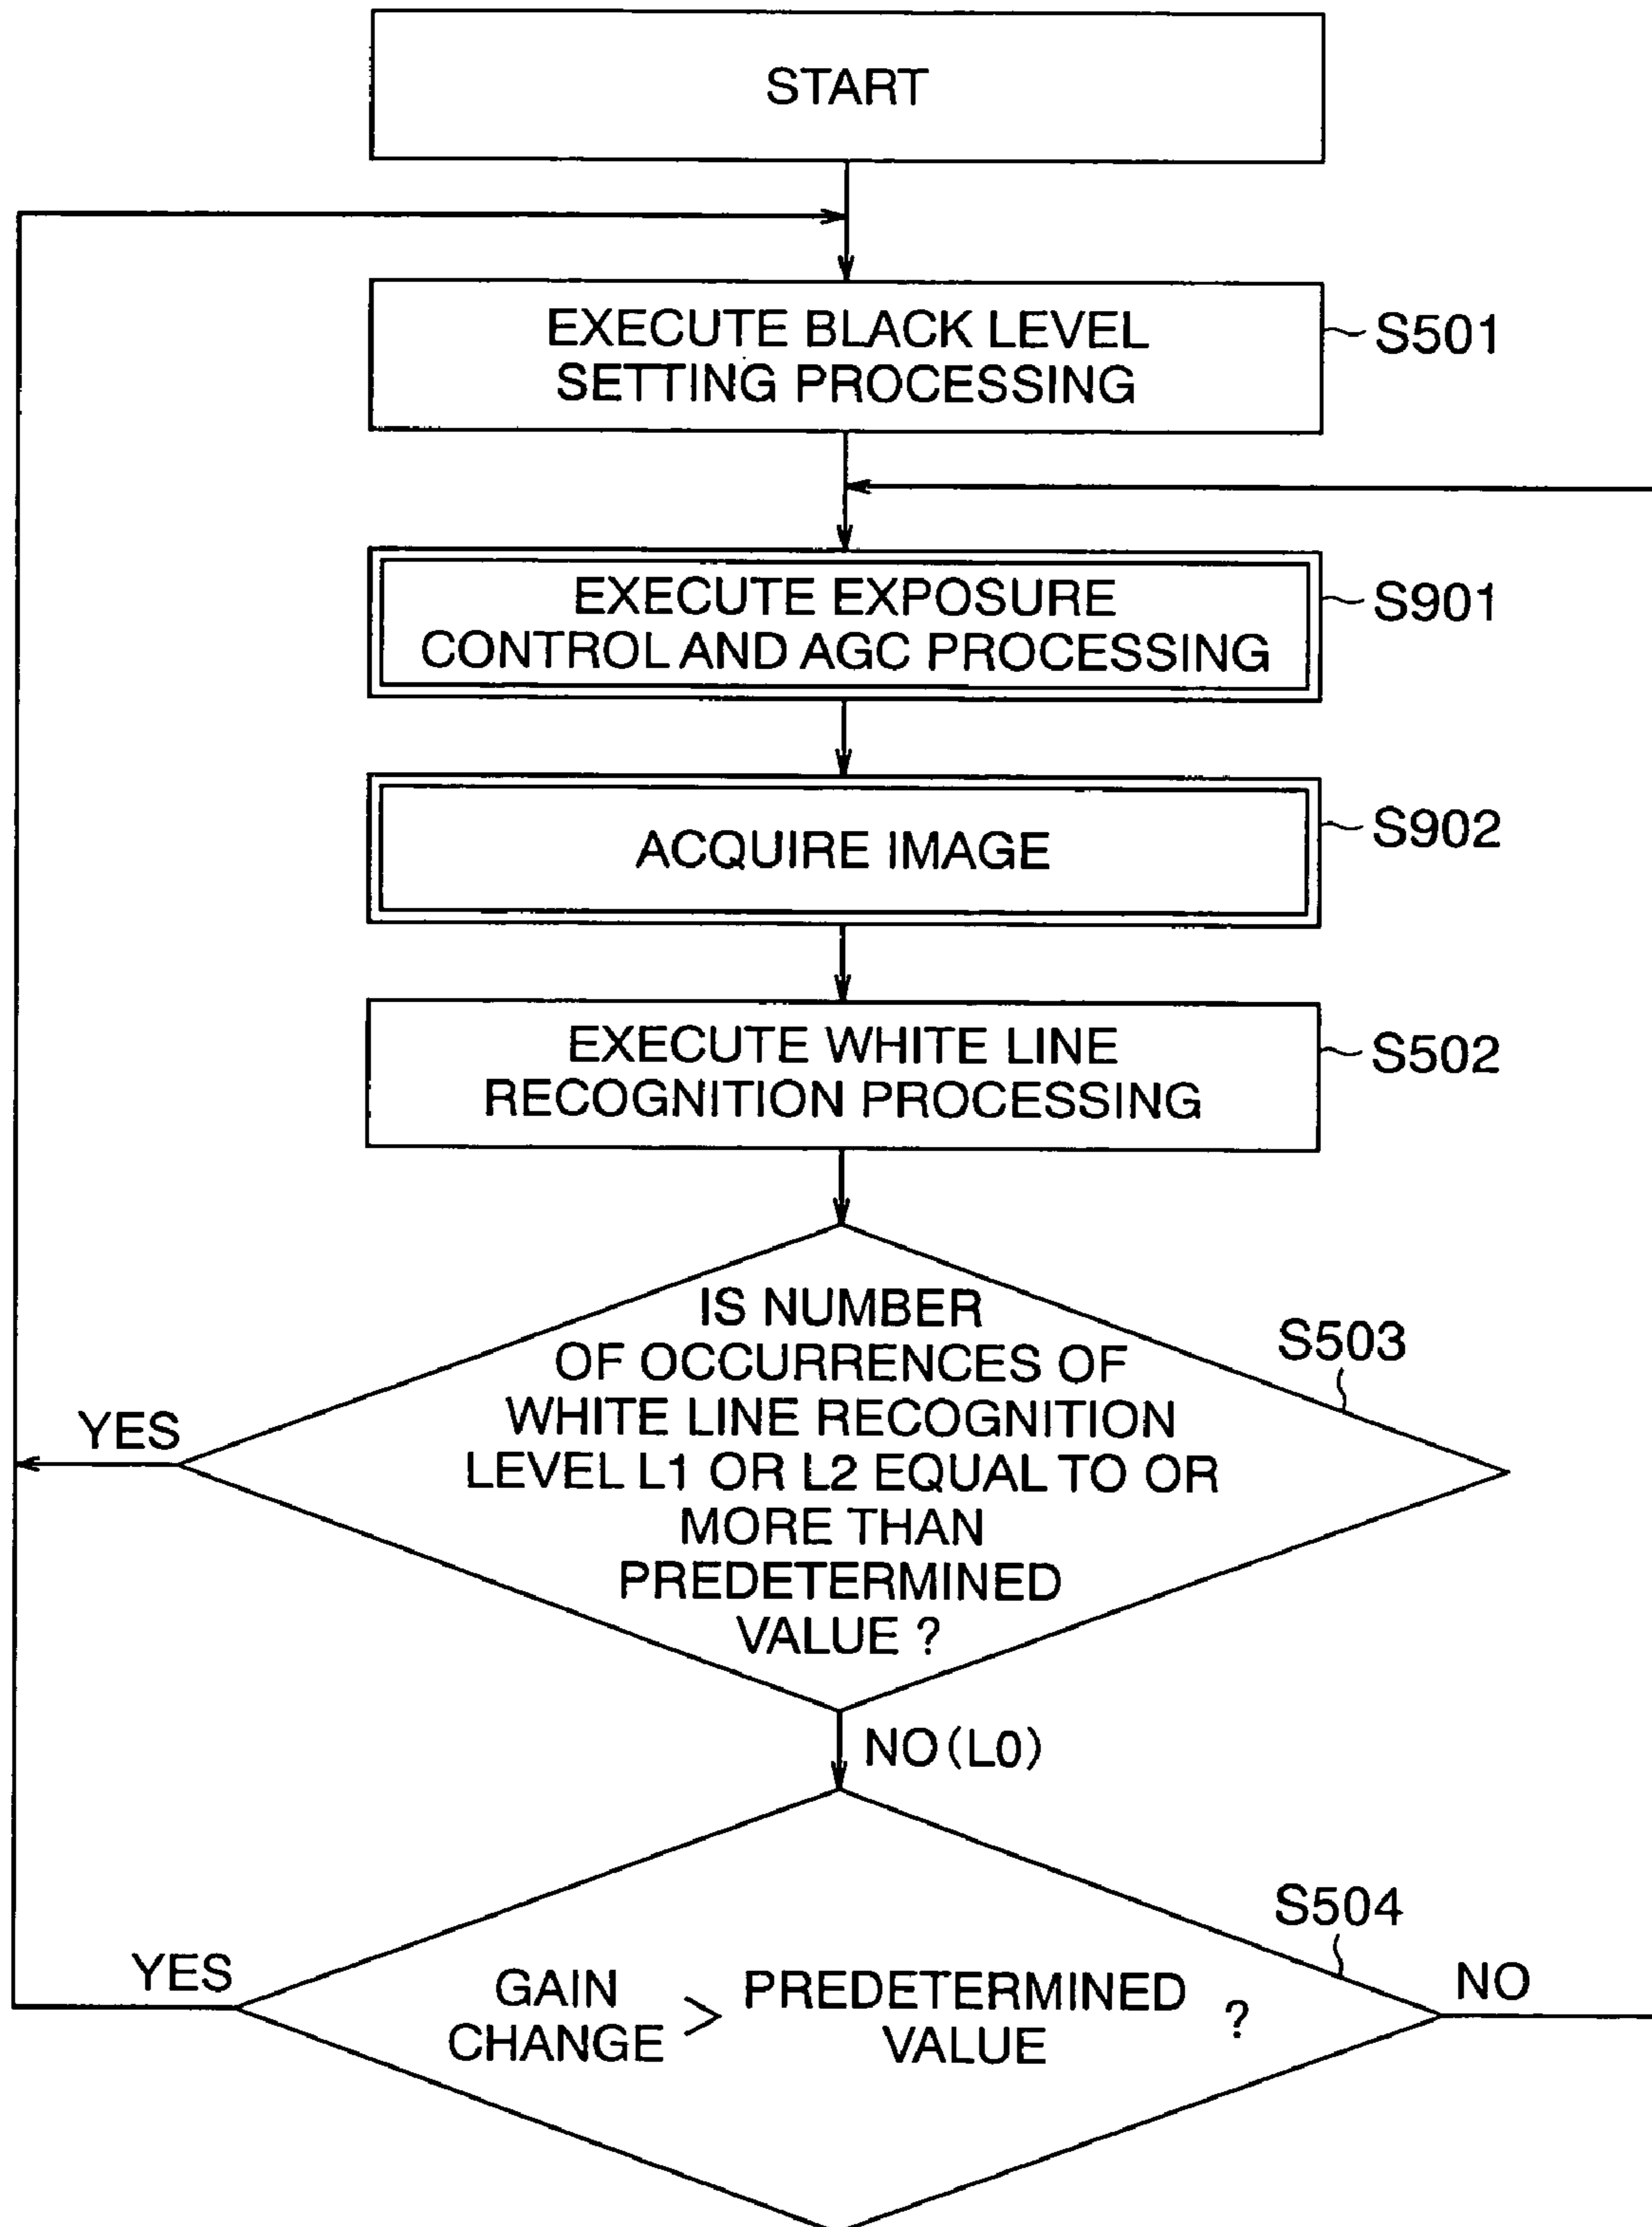 START
EXECUTE BLACK LEVEL
SETTING PROCESSING
S501
EXECUTE EXPOSURE
CONTROL AND AGC PROCESSING
S901
ACQUIRE IMAGE
S902
EXECUTE WHITE LINE
RECOGNITION PROCESSING
S502
IS NUMBER
OF OCCURRENCES OF
WHITE LINE RECOGNITION
LEVEL L1 OR L2 EQUAL TO OR
MORE THAN
PREDETERMINED
VALUE ?
S503
YES
NO (L0)
S504
YES
GAIN
CHANGE
>
PREDETERMINED
VALUE
?
NO